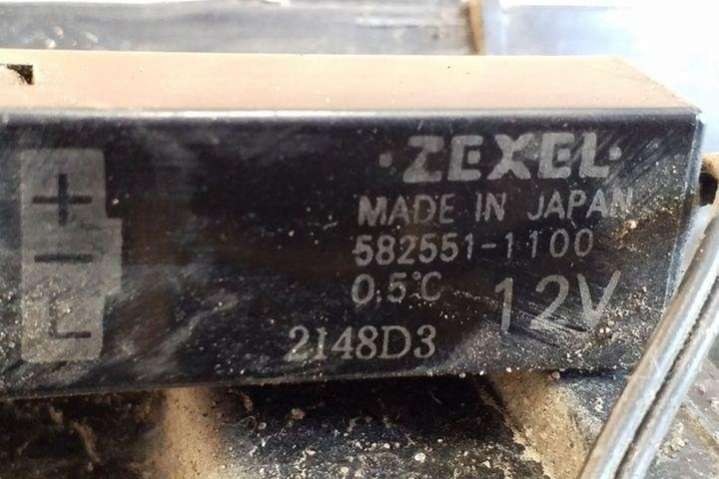 +
-
L
·ZEXEL·
MADE IN JAPAN
582551-1100
0.5℃
12V
2148D3